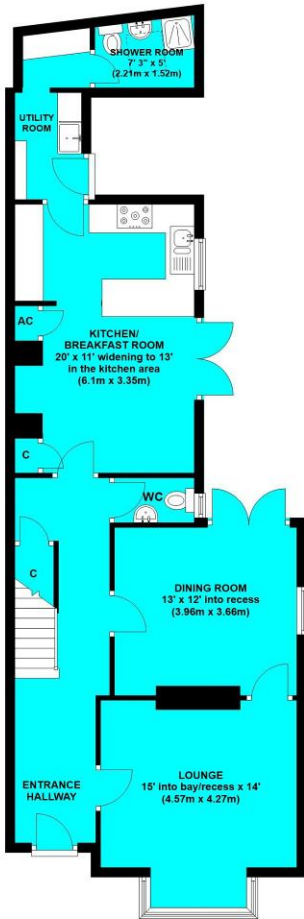 SHOWER ROOM
7' 3" x 5'
(2.21m x 1.52m)
UTILITY
ROOM
AC
KITCHEN/
BREAKFAST ROOM
20' x 11' widening to 13'
in the kitchen area
(6.1m x 3.35m)
C
WC
C
DINING ROOM
13' x 12' into recess
(3.96m x 3.66m)
LOUNGE
15' into bay/recess x 14'
(4.57m x 4.27m)
ENTRANCE
HALLWAY